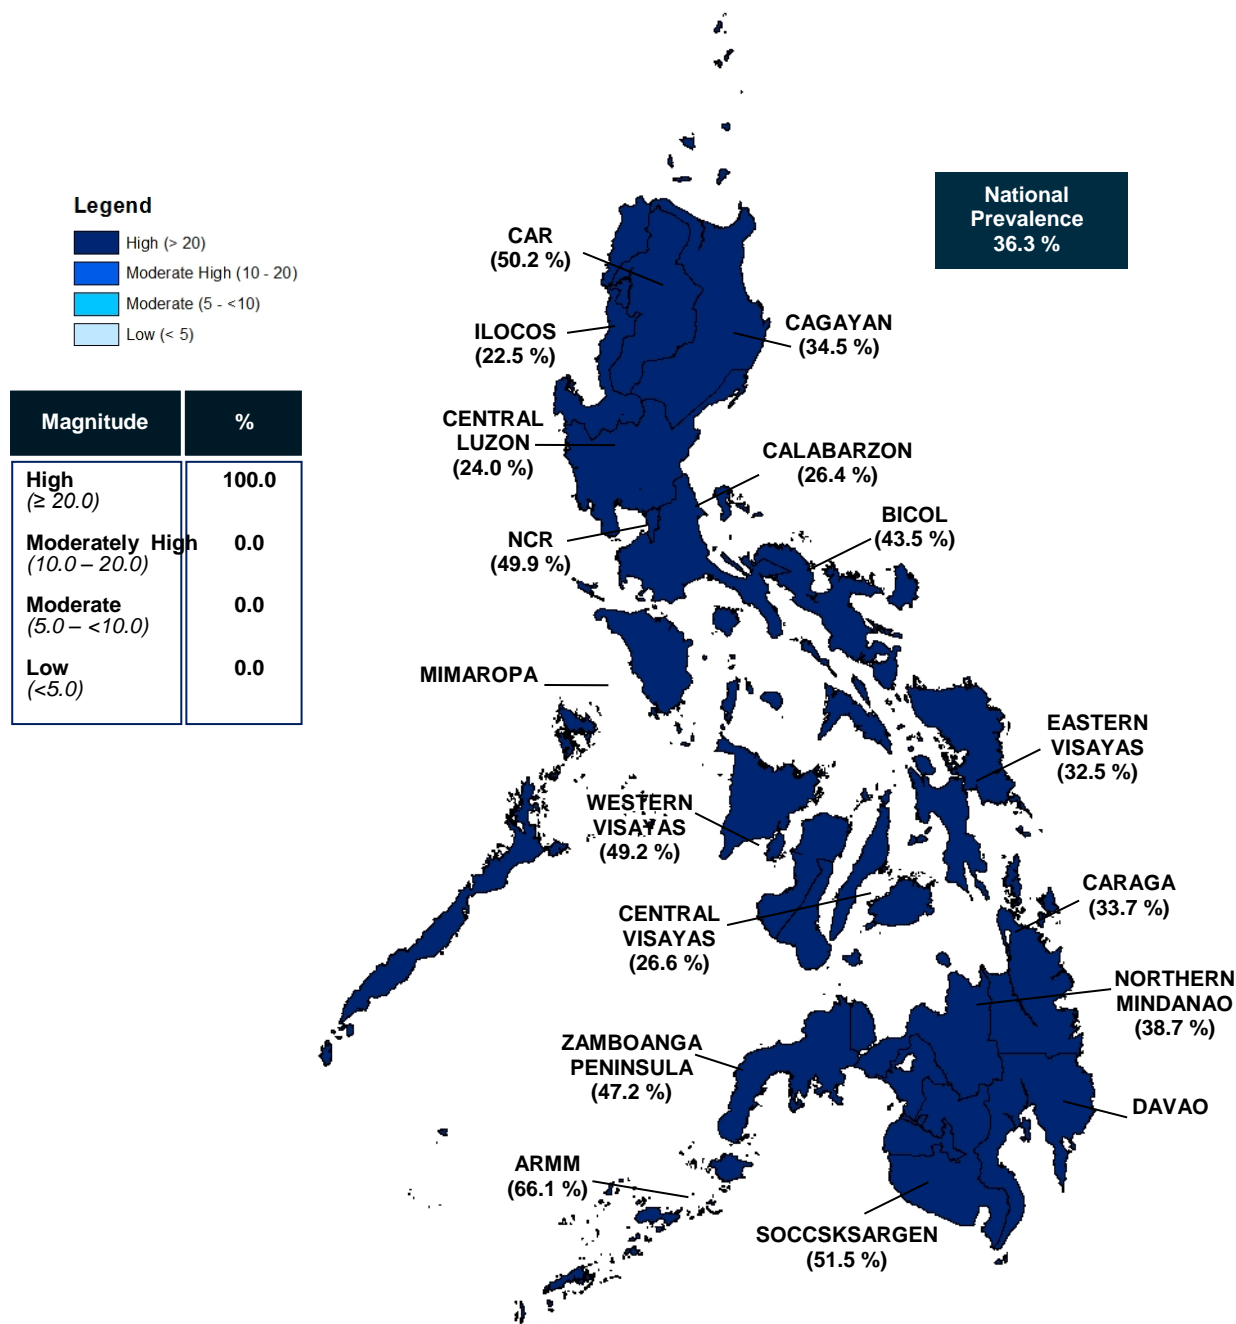 National
Prevalence
36.3 %
Legend
High (> 20)
Moderate High (10 - 20)
Moderate (5 - <10)
Low (< 5)
Magnitude %
High 100.0
(≥ 20.0)
Moderately High 0.0
(10.0 – 20.0)
Moderate 0.0
(5.0 – <10.0)
Low 0.0
(<5.0)
CAR
(50.2 %)
ILOCOS
(22.5 %)
CAGAYAN
(34.5 %)
CENTRAL
LUZON
(24.0 %)
CALABARZON
(26.4 %)
NCR
(49.9 %)
BICOL
(43.5 %)
MIMAROPA
EASTERN
VISAYAS
(32.5 %)
WESTERN
VISAYAS
(49.2 %)
CENTRAL
VISAYAS
(26.6 %)
CARAGA
(33.7 %)
NORTHERN
MINDANAO
(38.7 %)
ZAMBOANGA
PENINSULA
(47.2 %)
DAVAO
ARMM
(66.1 %)
SOCCSKSARGEN
(51.5 %)